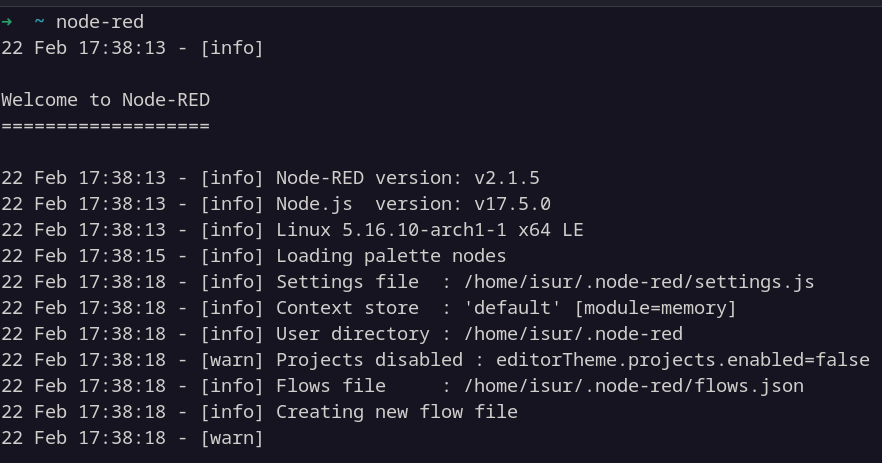 ➜  ~ node-red
22 Feb 17:38:13 - [info]
Welcome to Node-RED
===================
22 Feb 17:38:13 - [info] Node-RED version: v2.1.5
22 Feb 17:38:13 - [info] Node.js  version: v17.5.0
22 Feb 17:38:13 - [info] Linux 5.16.10-arch1-1 x64 LE
22 Feb 17:38:15 - [info] Loading palette nodes
22 Feb 17:38:18 - [info] Settings file  : /home/isur/.node-red/settings.js
22 Feb 17:38:18 - [info] Context store  : 'default' [module=memory]
22 Feb 17:38:18 - [info] User directory : /home/isur/.node-red
22 Feb 17:38:18 - [warn] Projects disabled : editorTheme.projects.enabled=false
22 Feb 17:38:18 - [info] Flows file     : /home/isur/.node-red/flows.json
22 Feb 17:38:18 - [info] Creating new flow file
22 Feb 17:38:18 - [warn]